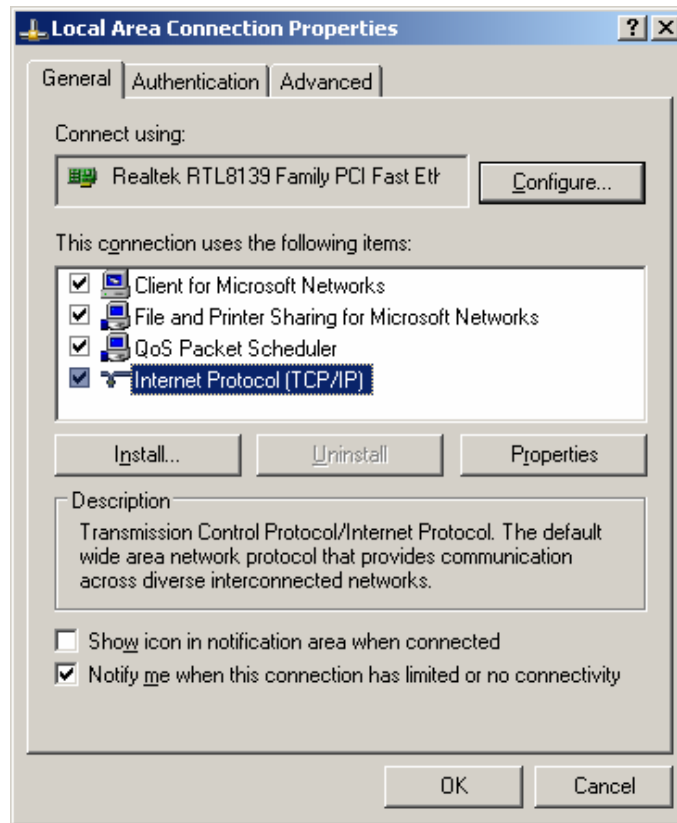 Local Area Connection Properties
General Authentication Advanced
Connect using:
Realtek RTL8139 Family PCI Fast Eth
Configure...
This connection uses the following items:
Client for Microsoft Networks
File and Printer Sharing for Microsoft Networks
QoS Packet Scheduler
Internet Protocol (TCP/IP)
Install... Uninstall Properties
Description
Transmission Control Protocol/Internet Protocol. The default
wide area network protocol that provides communication
across diverse interconnected networks.
Show icon in notification area when connected
Notify me when this connection has limited or no connectivity
OK Cancel